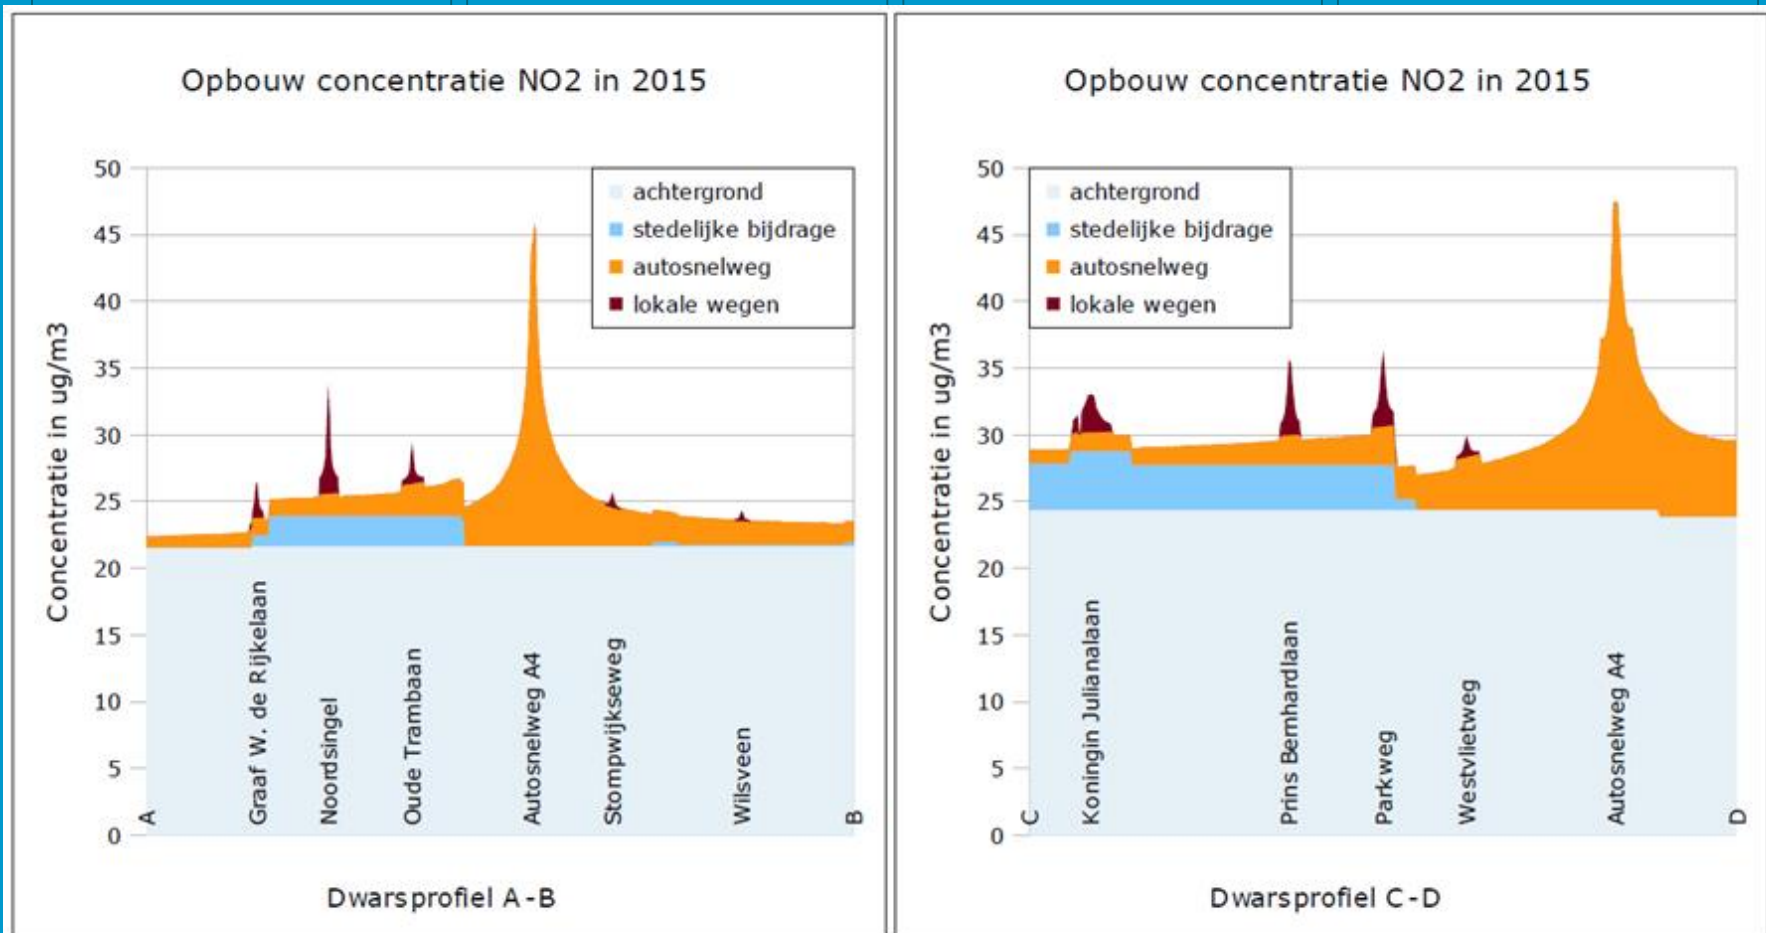 Opbouw concentratie NO2 in 2015
Concentratie in ug/m3
50
45
40
35
30
25
20
15
10
5
0
achtergrond
stedelijke bijdrage
autosnelweg
lokale wegen
A
Graaf W. de Rijkelaan
Noordsingel
Oude Trambaan
Autosnelweg A4
Stompwijkseweg
Wilsveen
B
Dwarsprofiel A-B
Opbouw concentratie NO2 in 2015
Concentratie in ug/m3
50
45
40
35
30
25
20
15
10
5
0
achtergrond
stedelijke bijdrage
autosnelweg
lokale wegen
C
Koningin Julianalaan
Prins Bernhardlaan
Parkweg
Westvlietweg
Autosnelweg A4
D
Dwarsprofiel C-D